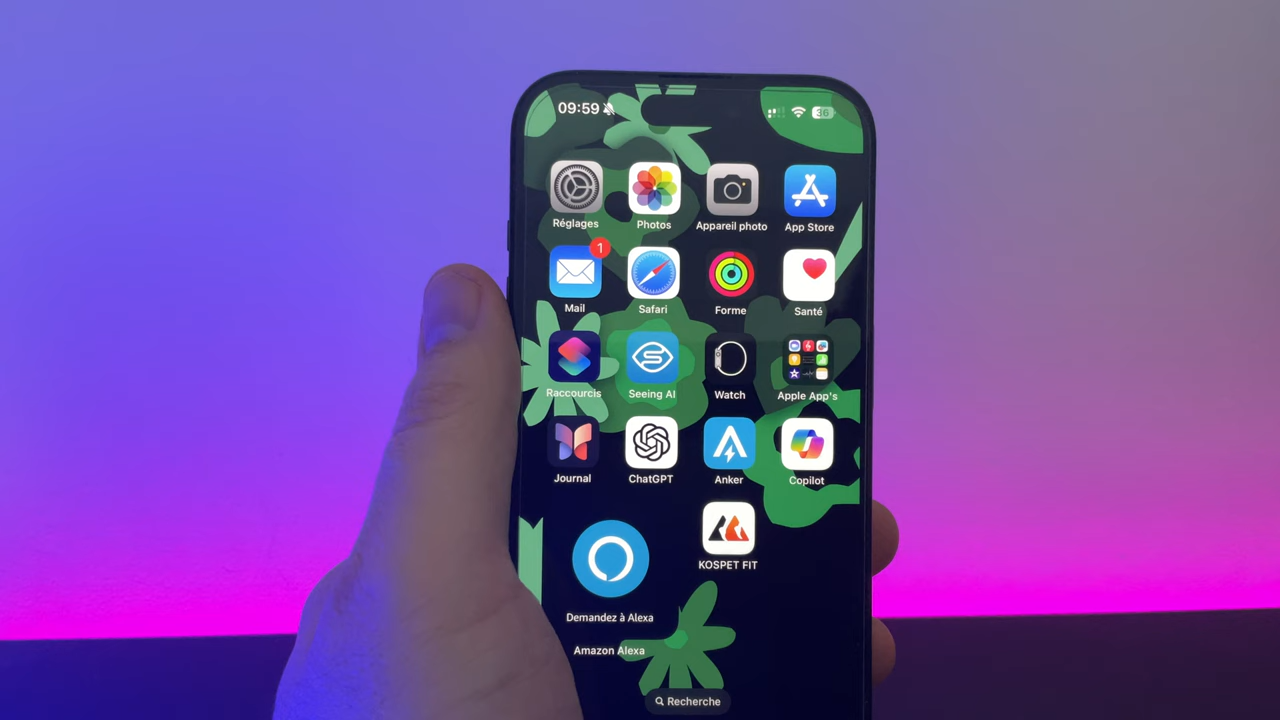 09:59
36
Réglages
Photos
Appareil photo
App Store
1
Mail
Safari
Forme
Santé
Raccourcis
Seeing AI
Watch
Apple App's
Journal
ChatGPT
Anker
Copilot
KOSPET FIT
Demandez à Alexa
Amazon Alexa
Recherche